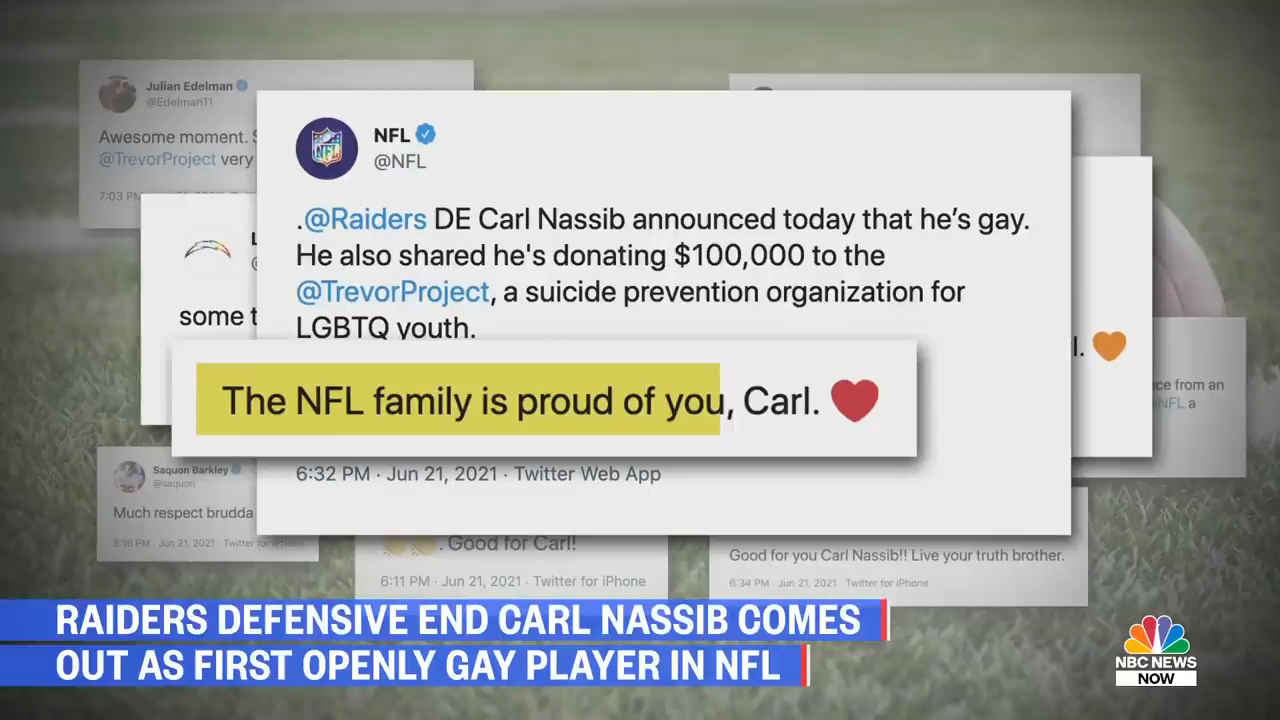 Julian Edelman
@Edelman11
Awesome moment.
@TrevorProject very
7:03 PM
NFL
@NFL
.@Raiders DE Carl Nassib announced today that he's gay.
He also shared he's donating $100,000 to the
@TrevorProject, a suicide prevention organization for
LGBTQ youth.
The NFL family is proud of you, Carl.
6:32 PM · Jun 21, 2021 · Twitter Web App
some
nce from an
NFL a
Saquon Barkley
@saquon
Much respect brudda
6:18 PM · Jun 21, 2021 · Twitter for iPhone
. Good for Carl!
6:11 PM · Jun 21, 2021 · Twitter for iPhone
Good for you Carl Nassib!! Live your truth brother.
6:34 PM · Jun 21, 2021 Twitter for iPhone
RAIDERS DEFENSIVE END CARL NASSIB COMES
OUT AS FIRST OPENLY GAY PLAYER IN NFL
NBC NEWS
NOW